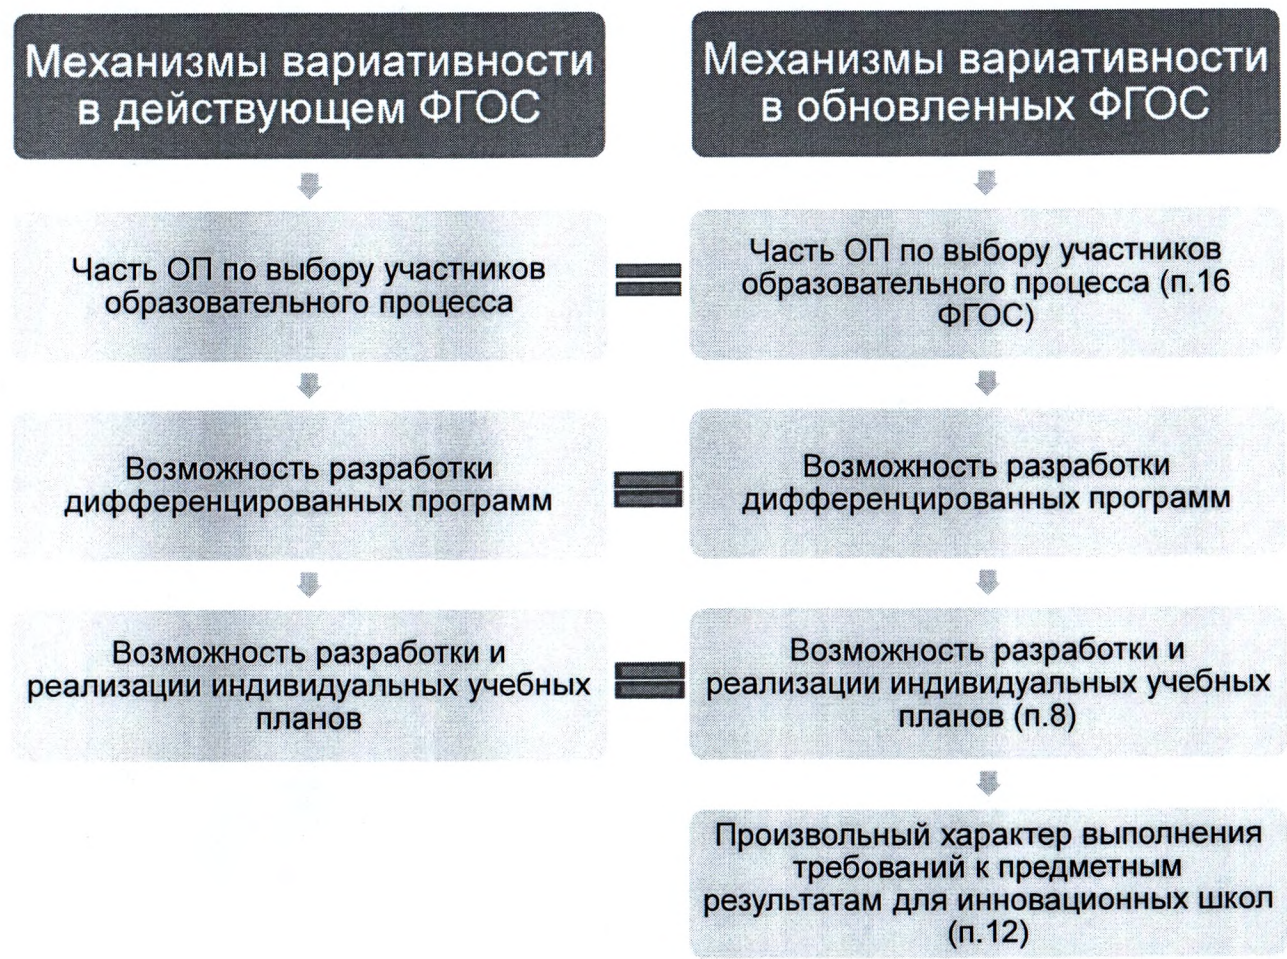 Механизмы вариативности
в действующем ФГОС
Механизмы вариативности
в обновленных ФГОС
Часть ОП по выбору участников
образовательного процесса
Часть ОП по выбору участников
образовательного процесса (п.16
ФГОС)
Возможность разработки
дифференцированных программ
Возможность разработки
дифференцированных программ
Возможность разработки и
реализации индивидуальных учебных
планов
Возможность разработки и
реализации индивидуальных учебных
планов (п.8)
Произвольный характер выполнения
требований к предметным
результатам для инновационных школ
(п.12)